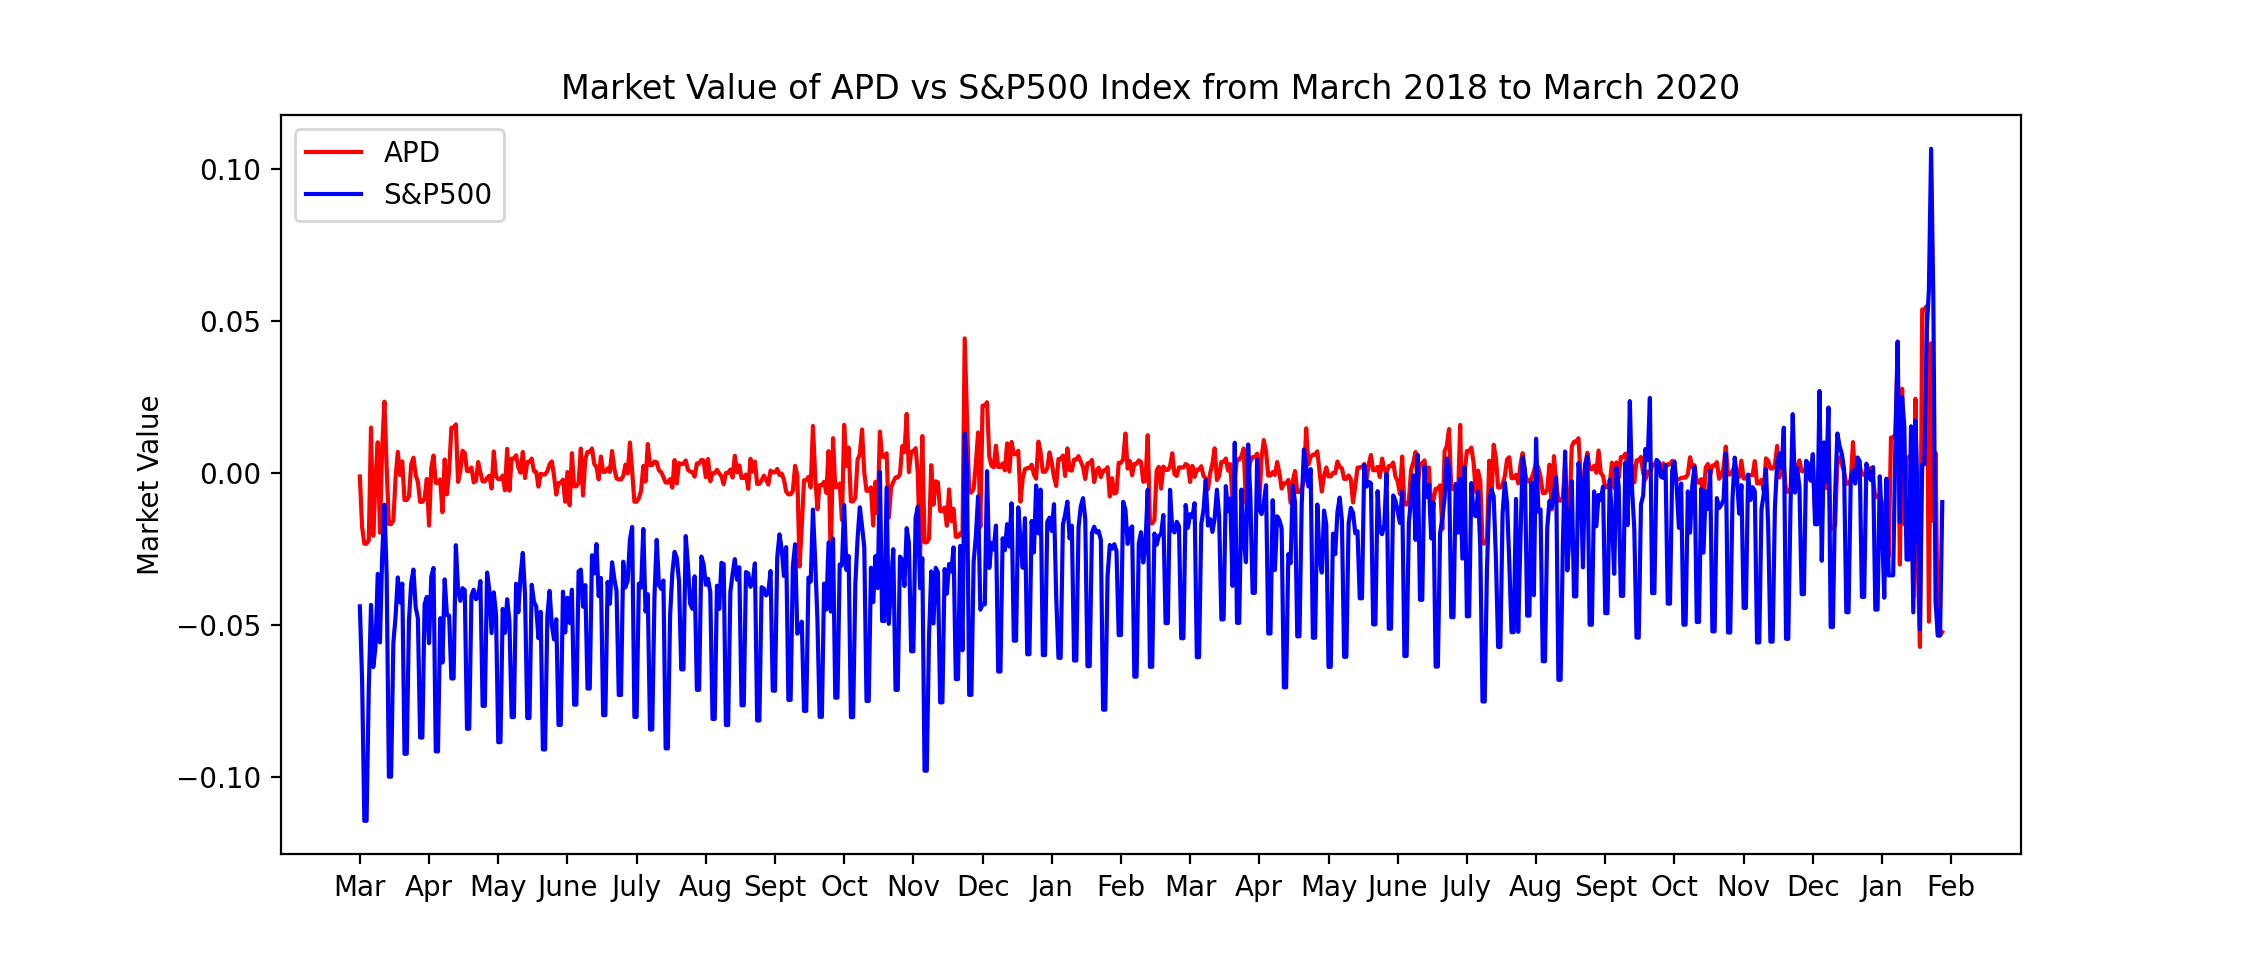 Market Value of APD vs S&P500 Index from March 2018 to March 2020
APD
S&P500
Market Value
0.10
0.05
0.00
−0.05
−0.10
Mar Apr May June July Aug Sept Oct Nov Dec Jan Feb Mar Apr May June July Aug Sept Oct Nov Dec Jan Feb